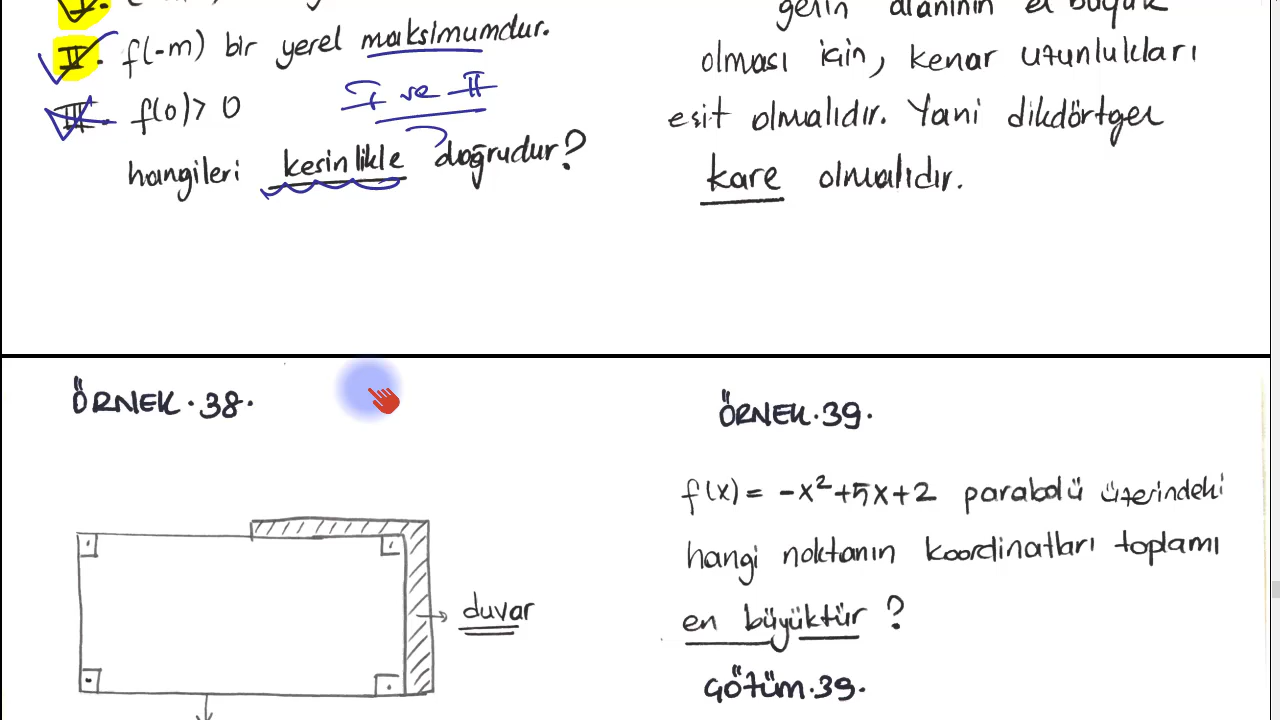 II. f(-m) bir yerel maksimumdur.
III. f(0) > 0
I ve II
hangileri kesinlikle doğrudur?
gelin alanının
olması için, kenar uzunlukları
eşit olmalıdır. Yani dikdörtgen
kare olmalıdır.
ÖRNEK.38.
duvar
ÖRNEK.39.
f(x) = -x²+5x+2 parabolü üzerindeki
hangi noktanın koordinatları toplamı
en büyüktür?
ÇÖZÜM.39.